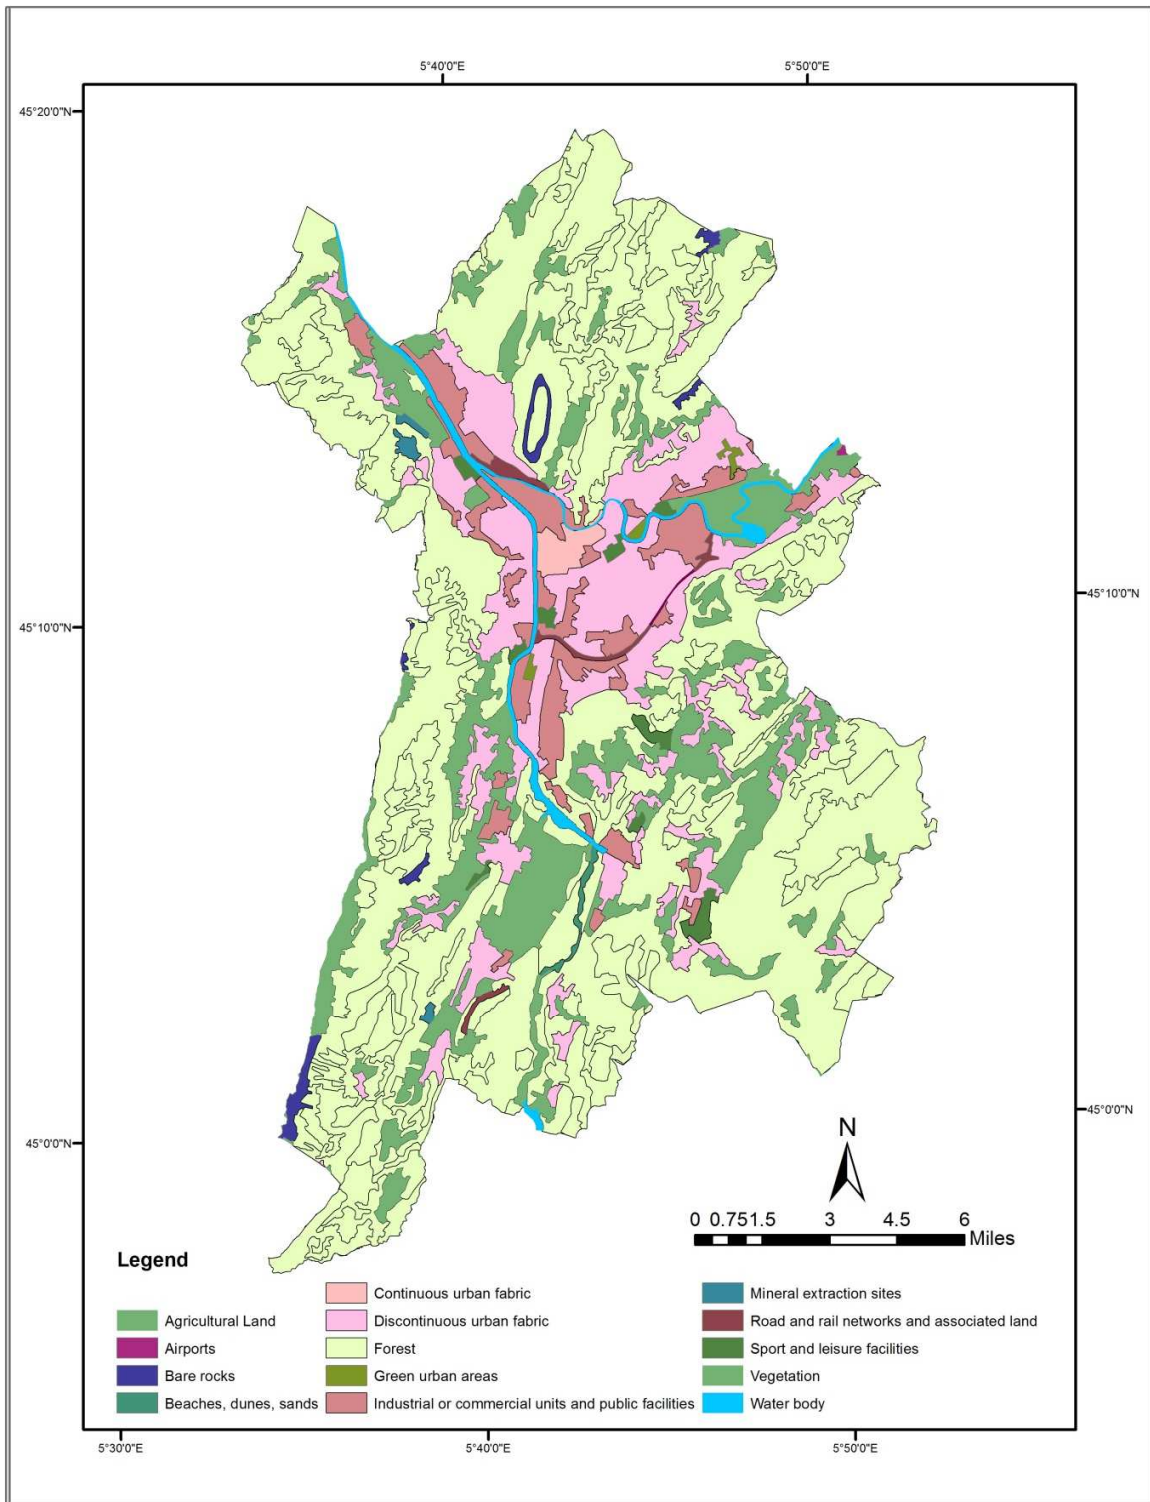 5°40'0"E
5°50'0"E
45°20'0"N
45°10'0"N
45°10'0"N
45°0'0"N
45°0'0"N
N
0 0.75 1.5 3 4.5 6
Miles
Legend
Agricultural Land
Airports
Bare rocks
Beaches, dunes, sands
Continuous urban fabric
Discontinuous urban fabric
Forest
Green urban areas
Industrial or commercial units and public facilities
Mineral extraction sites
Road and rail networks and associated land
Sport and leisure facilities
Vegetation
Water body
5°30'0"E
5°40'0"E
5°50'0"E